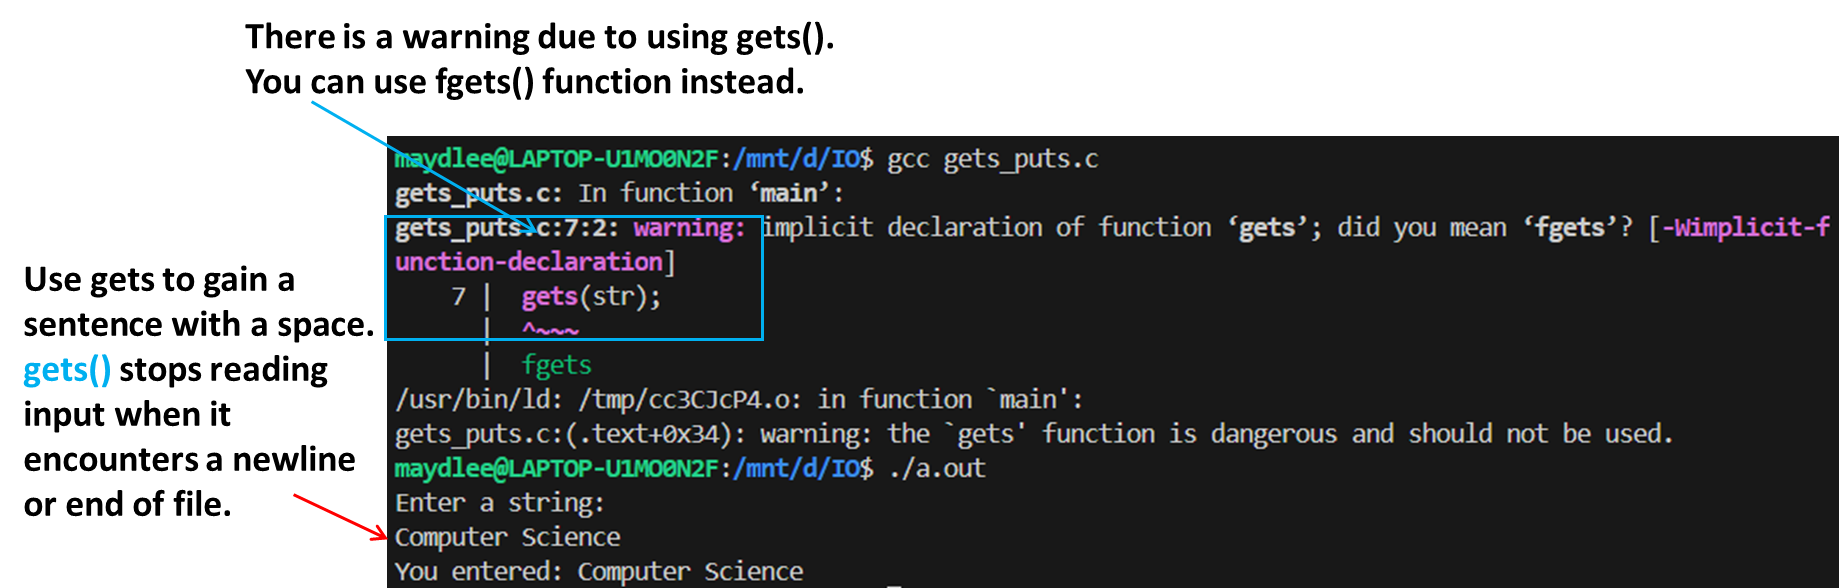 There is a warning due to using gets().
You can use fgets() function instead.
Use gets to gain a
sentence with a space.
gets() stops reading
input when it
encounters a newline
or end of file.
maydlee@LAPTOP-U1MO0N2F:/mnt/d/IO$ gcc gets_puts.c
gets_puts.c: In function ‘main’:
gets_puts.c:7:2: warning: implicit declaration of function ‘gets’; did you mean ‘fgets’? [-Wimplicit-f
unction-declaration]
7 | gets(str);
| ^~~~
| fgets
/usr/bin/ld: /tmp/cc3CJcP4.o: in function `main':
gets_puts.c:(.text+0x34): warning: the `gets' function is dangerous and should not be used.
maydlee@LAPTOP-U1MO0N2F:/mnt/d/IO$ ./a.out
Enter a string:
Computer Science
You entered: Computer Science